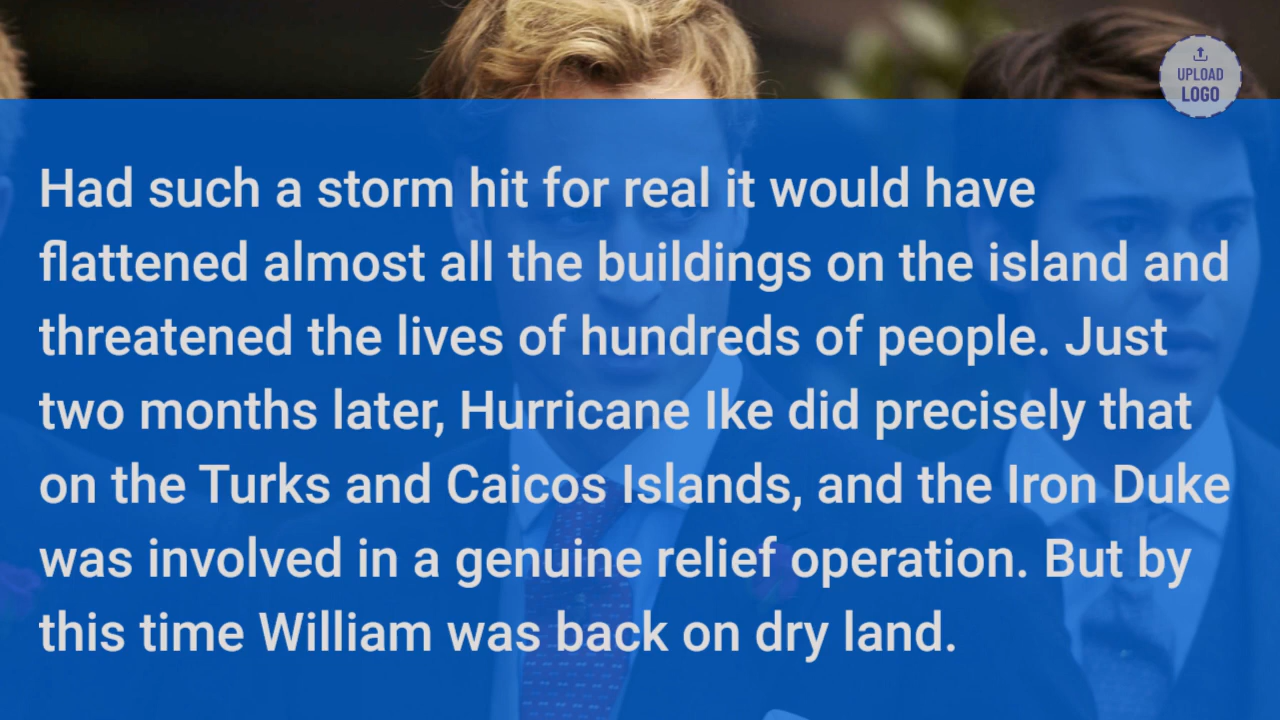 UPLOAD
LOGO
Had such a storm hit for real it would have
flattened almost all the buildings on the island and
threatened the lives of hundreds of people. Just
two months later, Hurricane Ike did precisely that
on the Turks and Caicos Islands, and the Iron Duke
was involved in a genuine relief operation. But by
this time William was back on dry land.